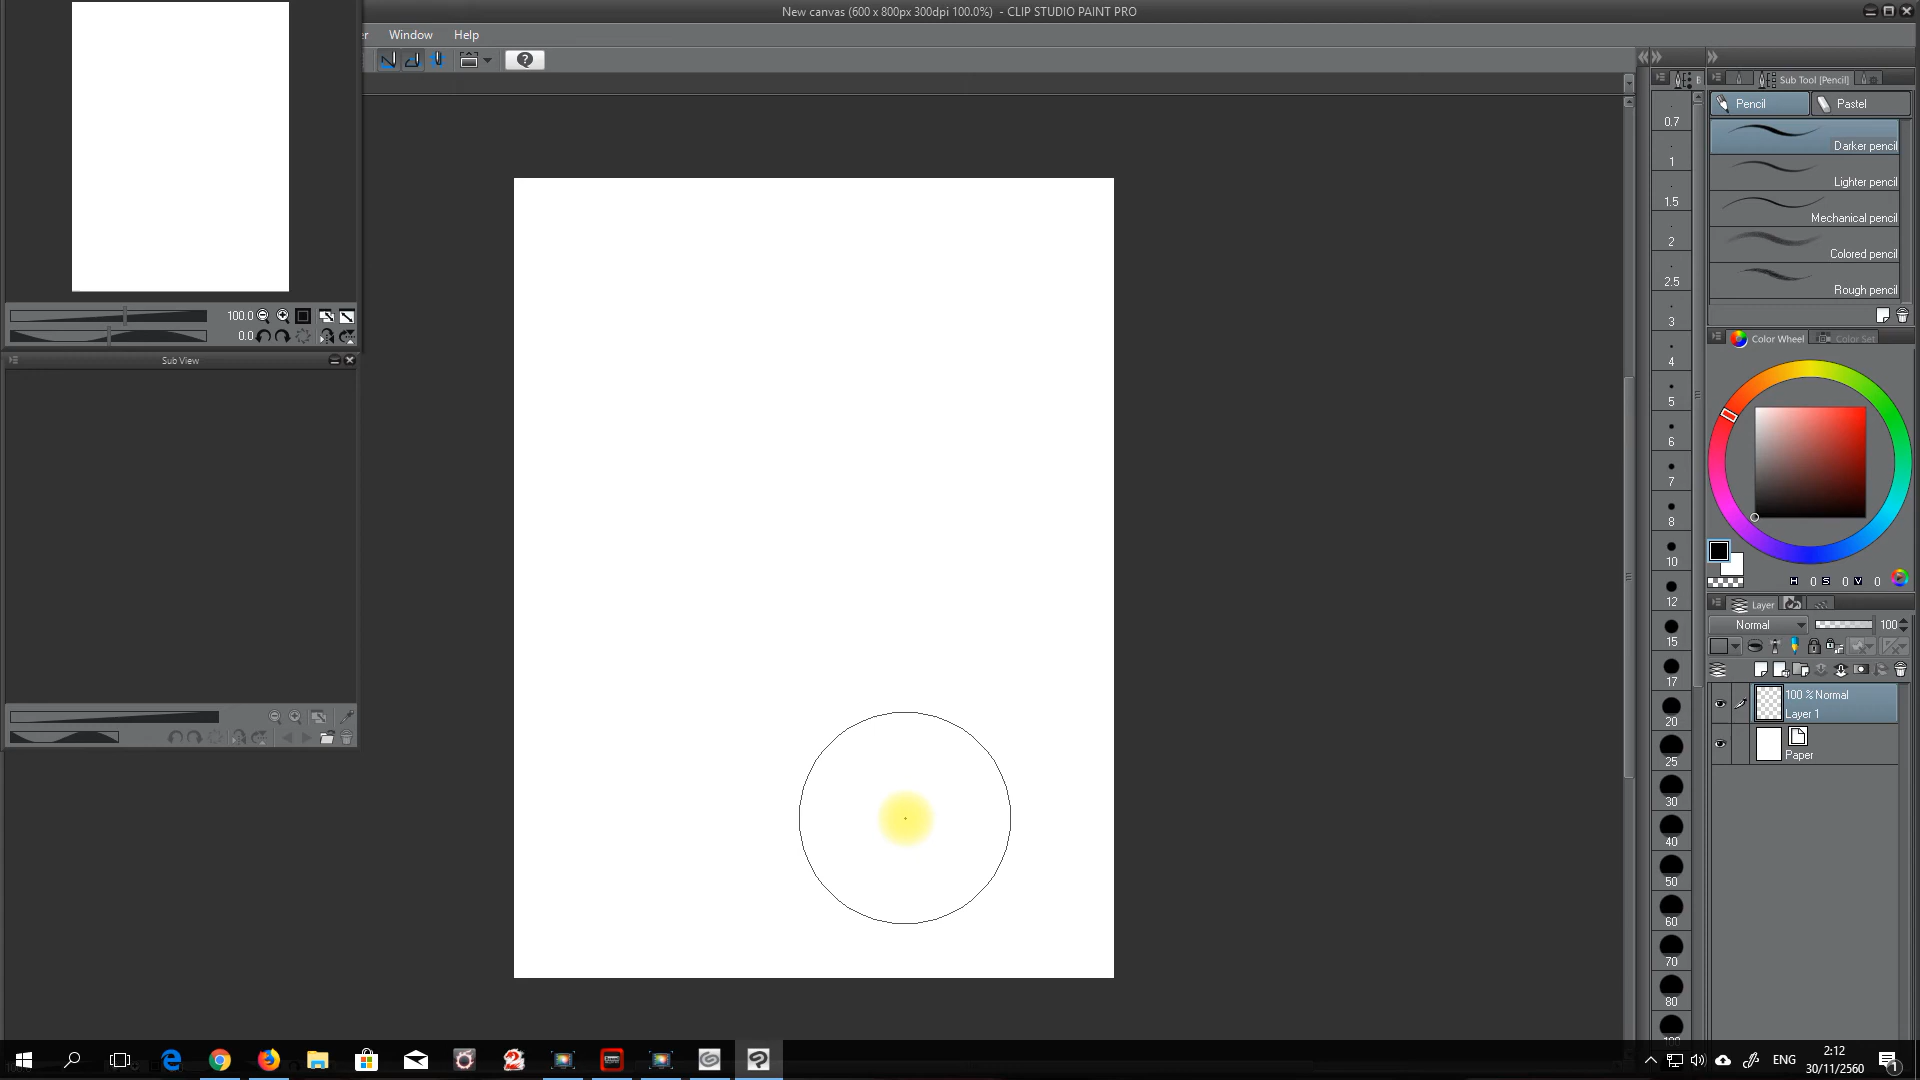 New canvas (600 x 800px 300dpi 100.0%) - CLIP STUDIO PAINT PRO
Window Help
Sub Tool [Pencil]
Pencil Pastel
Darker pencil
Lighter pencil
Mechanical pencil
Colored pencil
Rough pencil
0.7
1
1.5
2
2.5
3
4
5
6
7
8
10
12
15
17
20
25
30
40
50
60
70
80
100.0
0.0
Sub View
Color Wheel Color Set
H 0 S 0 V 0
Layer
Normal 100
100 % Normal
Layer 1
Paper
ENG
2:12
30/11/2560
1